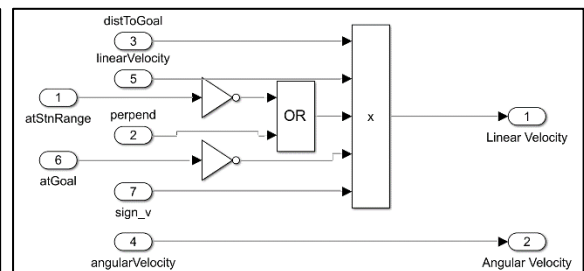 distToGoal
3
linearVelocity
5
1
atStnRange
perpend
2
OR
x
1
Linear Velocity
6
atGoal
7
sign_v
4
angularVelocity
2
Angular Velocity